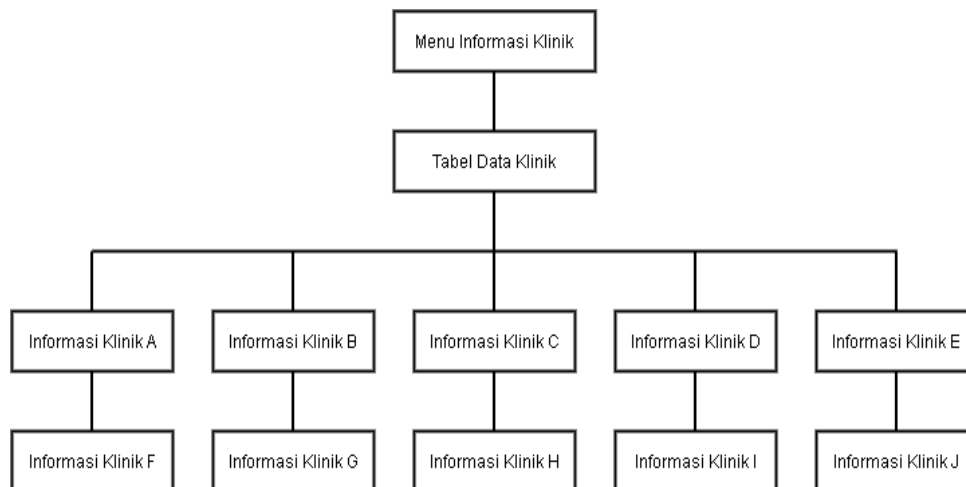 Menu Informasi Klinik
Tabel Data Klinik
Informasi Klinik A
Informasi Klinik B
Informasi Klinik C
Informasi Klinik D
Informasi Klinik E
Informasi Klinik F
Informasi Klinik G
Informasi Klinik H
Informasi Klinik I
Informasi Klinik J